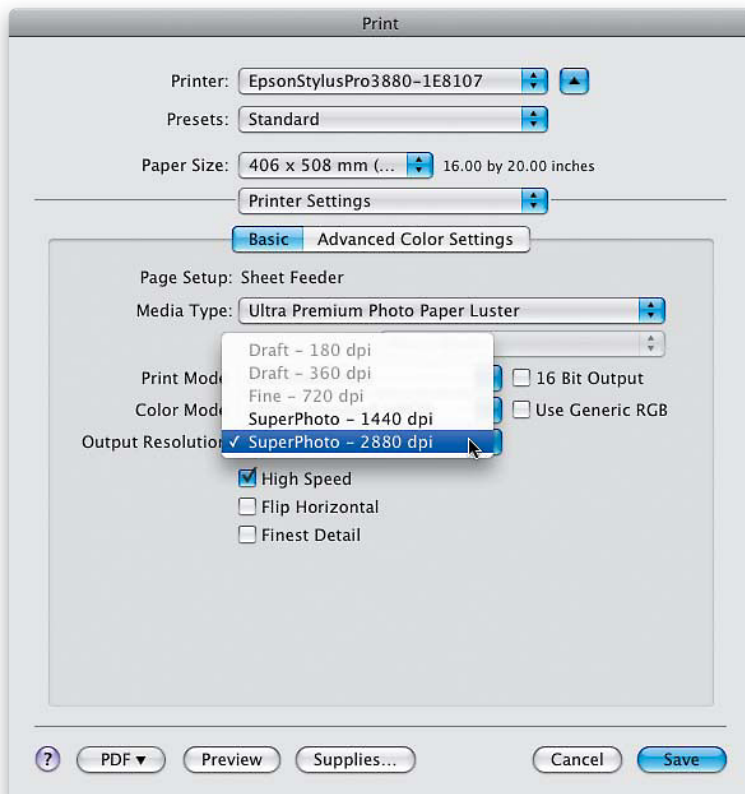 Print
Printer: EpsonStylusPro3880-1E8107
Presets: Standard
Paper Size: 406 x 508 mm (... 16.00 by 20.00 inches
Printer Settings
Basic Advanced Color Settings
Page Setup: Sheet Feeder
Media Type: Ultra Premium Photo Paper Luster
Draft - 180 dpi
Draft - 360 dpi
Print Mod 16 Bit Output
Fine - 720 dpi
Color Mod SuperPhoto - 1440 dpi Use Generic RGB
Output Resolution ✓ SuperPhoto - 2880 dpi
High Speed
Flip Horizontal
Finest Detail
? PDF ▼ Preview Supplies... Cancel Save